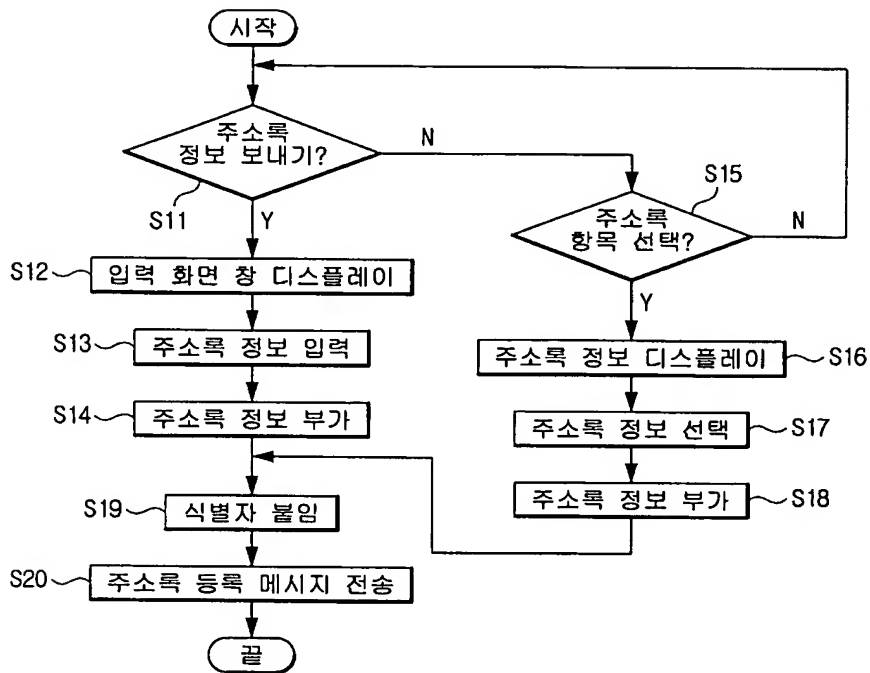 시작
주소록
정보 보내기?
N
S11
Y
S15
주소록
항목 선택?
N
Y
S12
입력 화면 창 디스플레이
S13
주소록 정보 입력
S14
주소록 정보 부가
주소록 정보 디스플레이
S16
주소록 정보 선택
S17
주소록 정보 부가
S18
S19
식별자 붙임
S20
주소록 등록 메시지 전송
끝